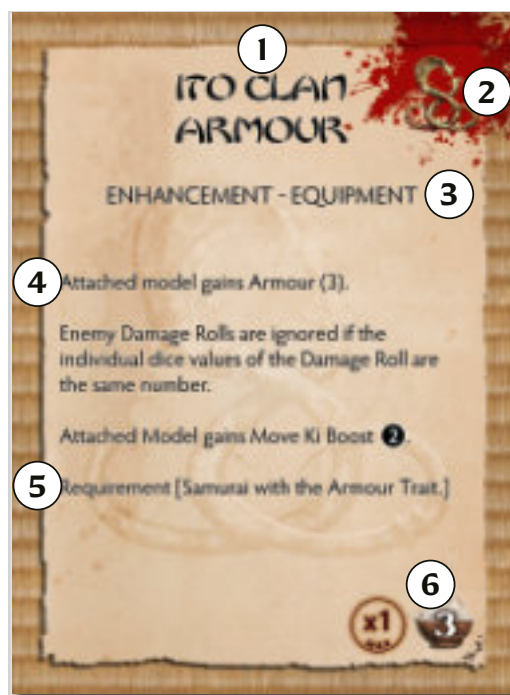 1
ITO CLAN
2
ARMOUR
ENHANCEMENT - EQUIPMENT 3
4 Attached model gains Armour (3).
Enemy Damage Rolls are ignored if the
individual dice values of the Damage Roll are
the same number.
Attached Model gains Move Ki Boost 2.
5 Requirement [Samurai with the Armour Trait.]
6
x1
MAX
3